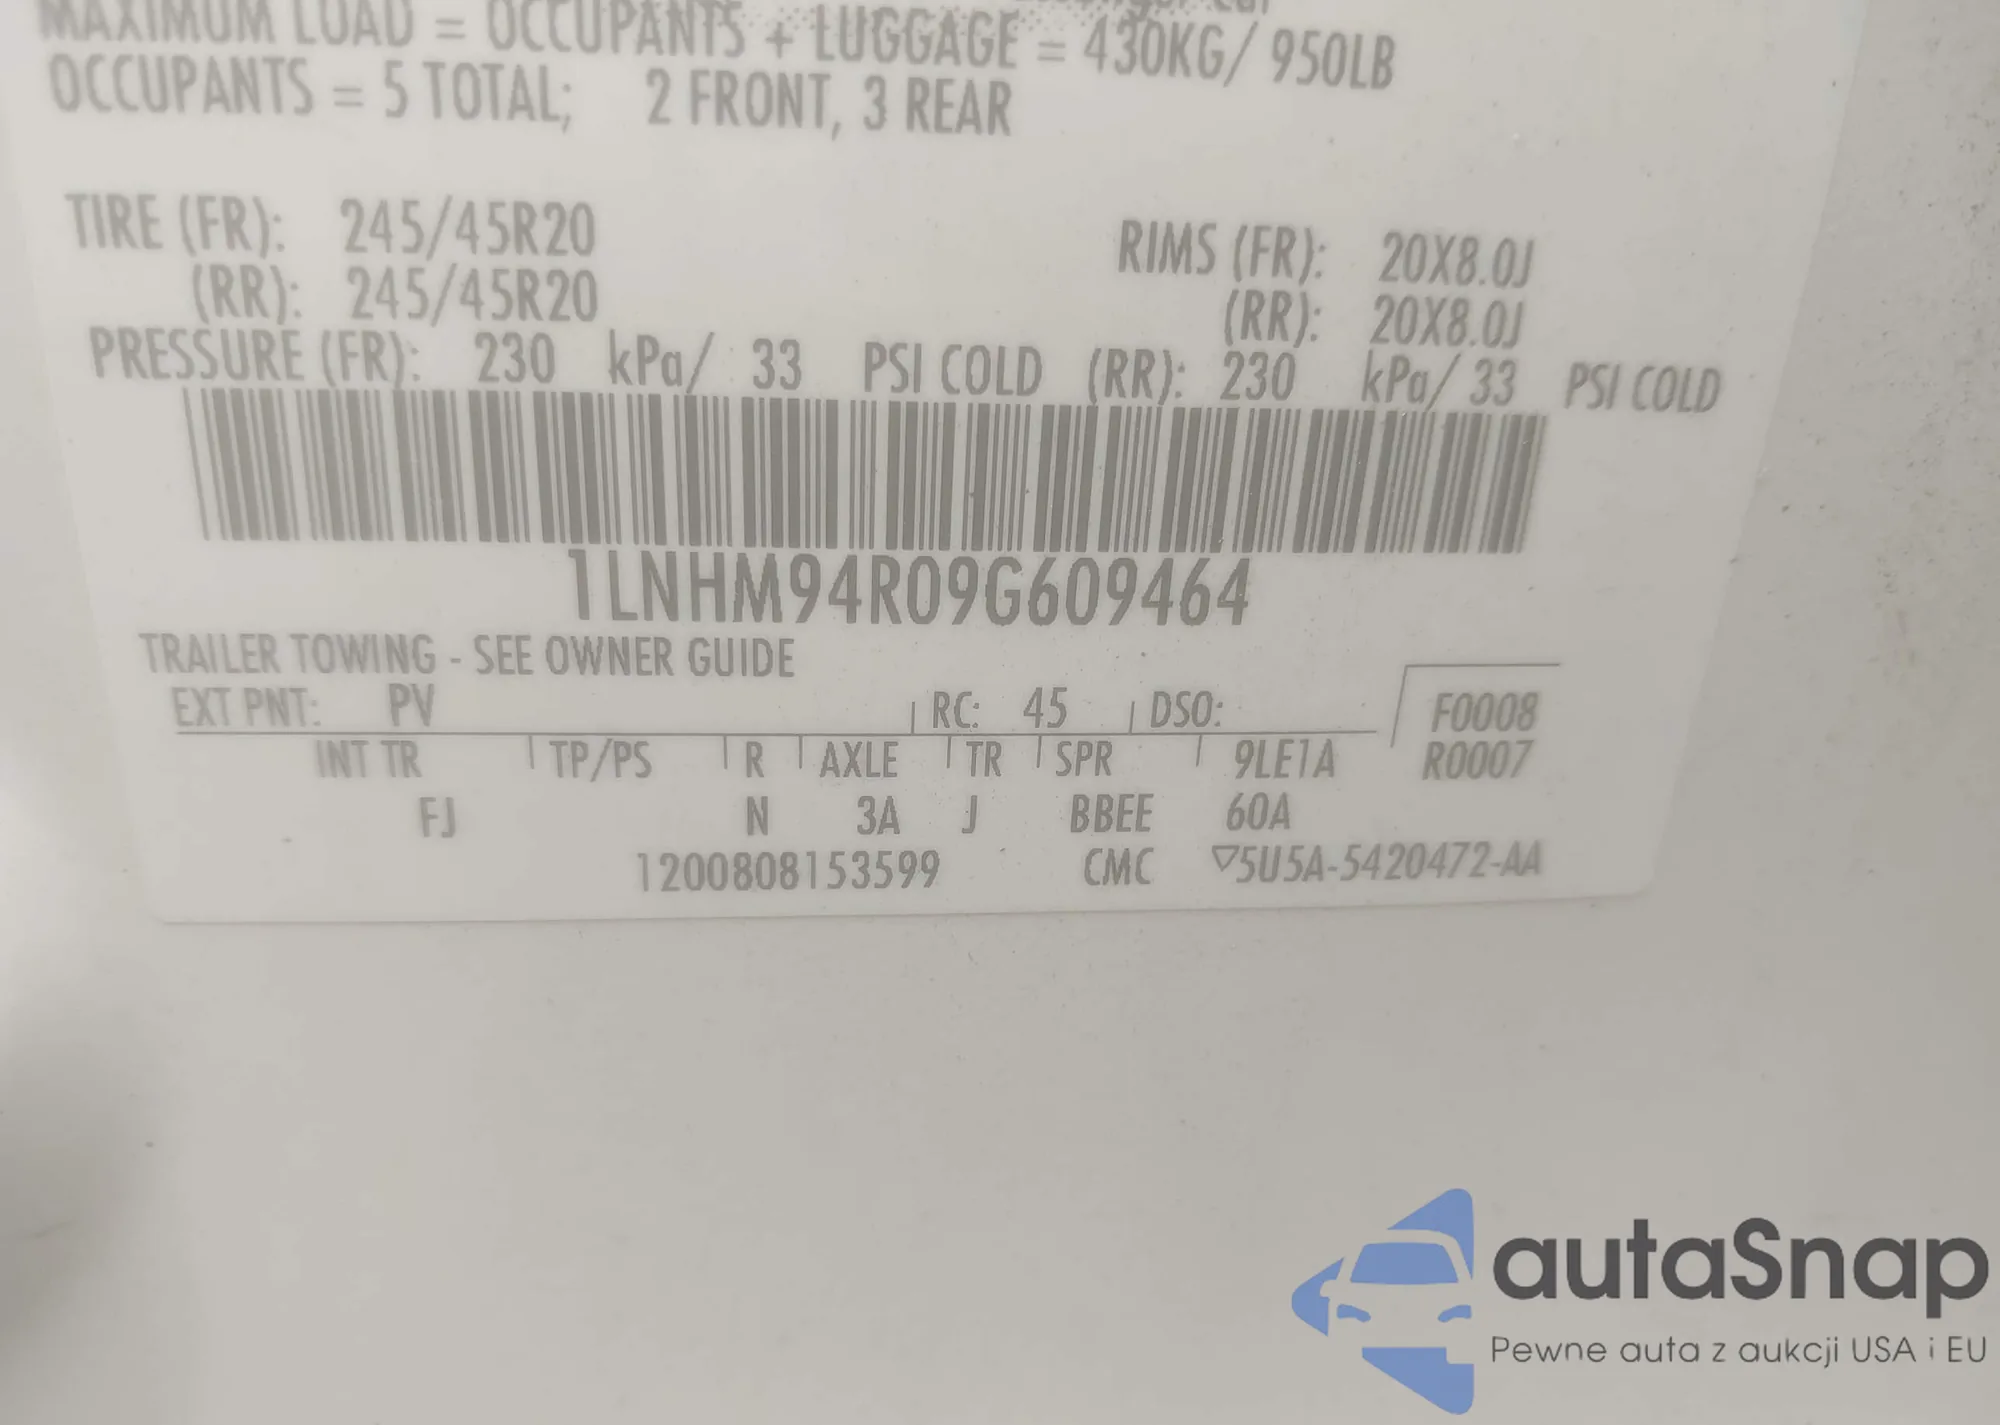 MAXIMUM LOAD = OCCUPANTS + LUGGAGE = 430KG/ 950LB
OCCUPANTS = 5 TOTAL; 2 FRONT, 3 REAR
TIRE (FR): 245/45R20 RIMS (FR): 20X8.0J
(RR): 245/45R20 (RR): 20X8.0J
PRESSURE (FR): 230 kPa/ 33 PSI COLD (RR): 230 kPa/ 33 PSI COLD
1LNHM94R09G609464
TRAILER TOWING - SEE OWNER GUIDE
EXT PNT: PV RC: 45 DSO: F0008
INT TR TP/PS R AXLE TR SPR 9LE1A R0007
FJ N 3A J BBEE 60A
1200808153599 CMC ▽5U5A-5420472-AA
autaSnap
Pewne auta z aukcji USA i EU